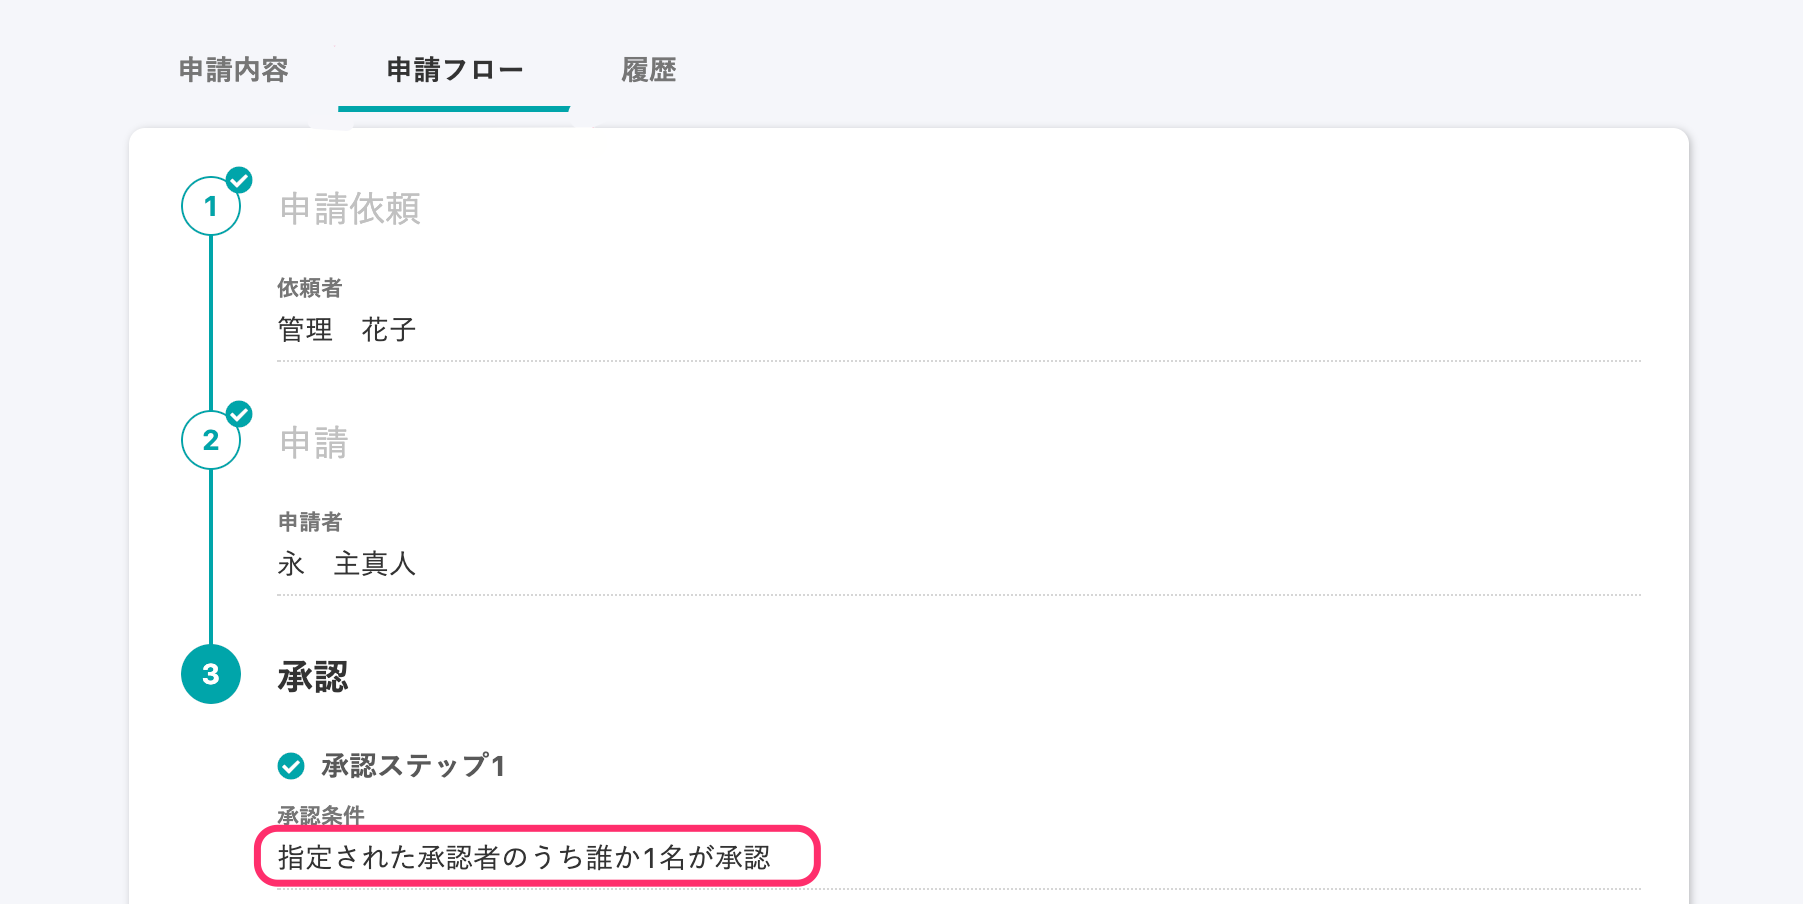 申請内容 申請フロー 履歴
1 申請依頼
依頼者
管理　花子
2 申請
申請者
永　主真人
3 承認
承認ステップ1
承認条件
指定された承認者のうち誰か1名が承認